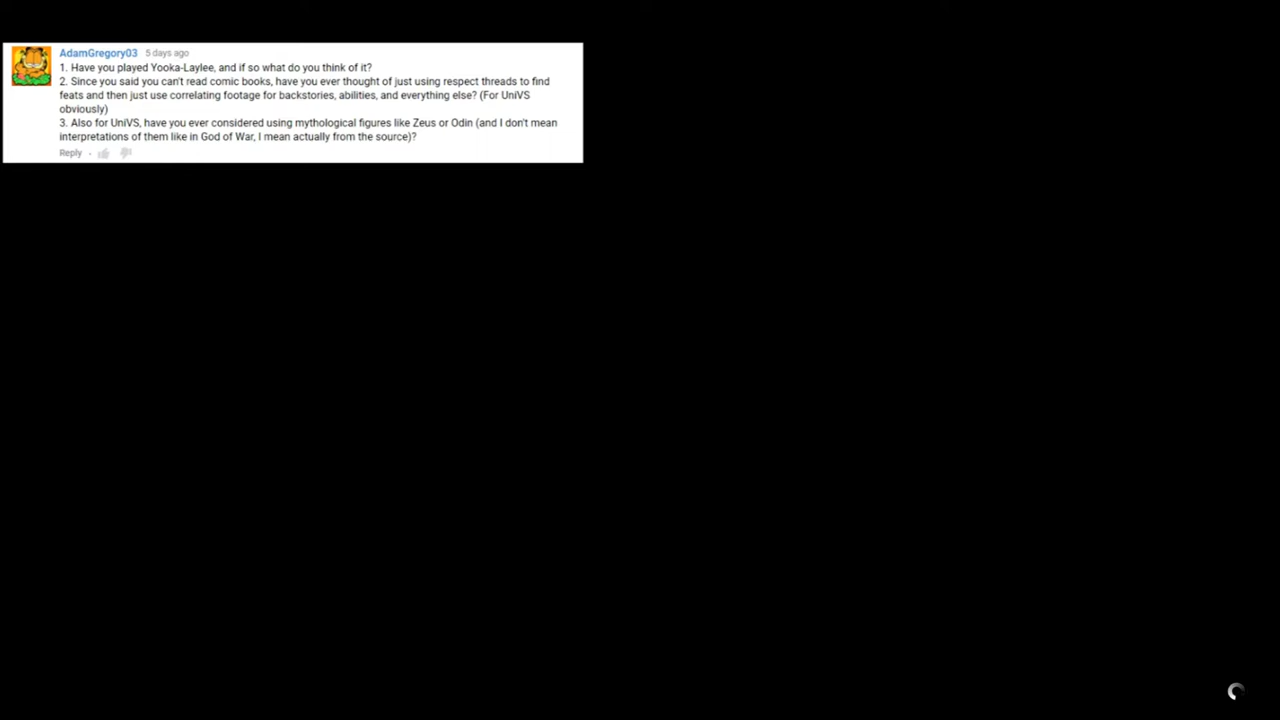 AdamGregory03 5 days ago
1. Have you played Yooka-Laylee, and if so what do you think of it?
2. Since you said you can't read comic books, have you ever thought of just using respect threads to find
feats and then just use correlating footage for backstories, abilities, and everything else? (For UniVS
obviously)
3. Also for UniVS, have you ever considered using mythological figures like Zeus or Odin (and I don't mean
interpretations of them like in God of War, I mean actually from the source)?
Reply